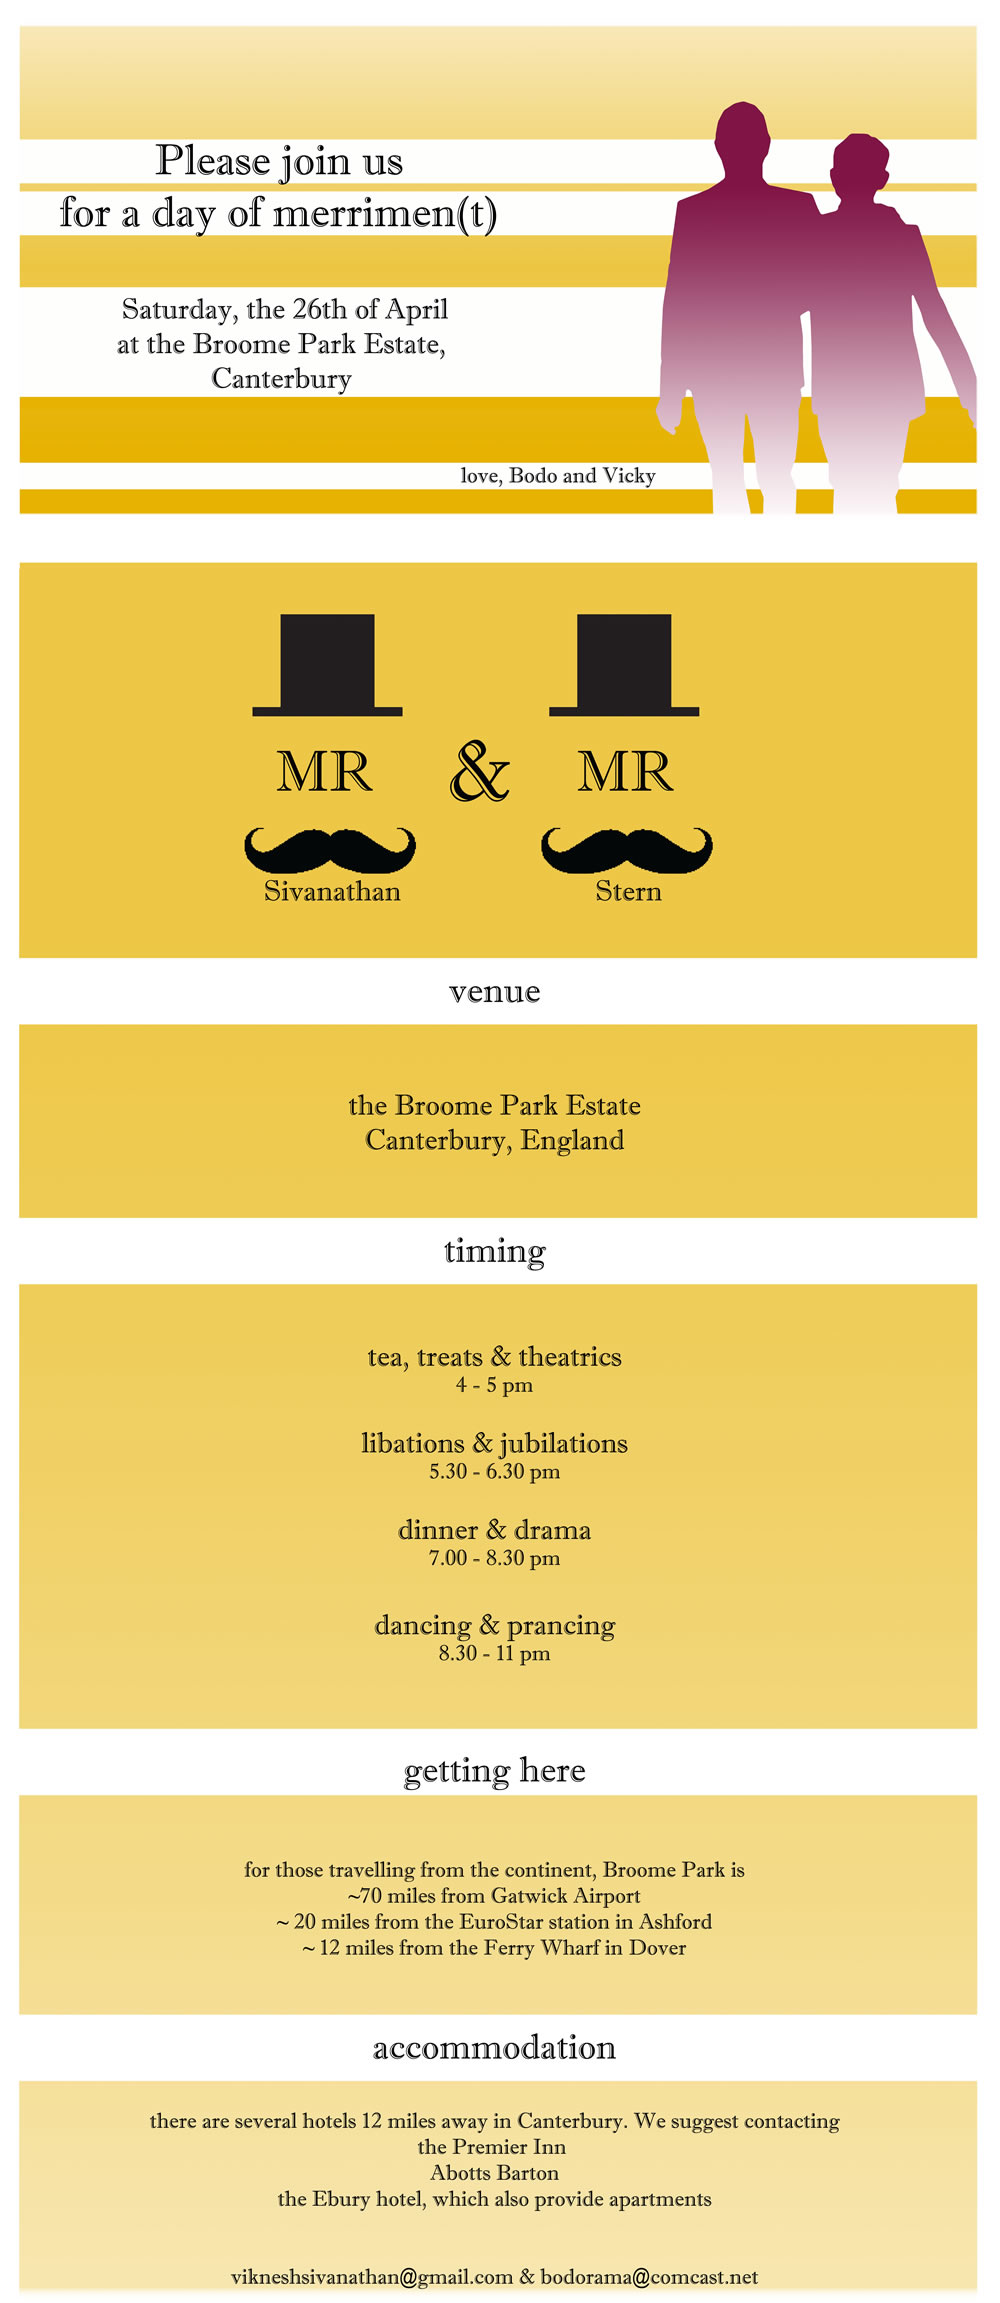 Please join us
for a day of merrimen(t)
Saturday, the 26th of April
at the Broome Park Estate,
Canterbury
love, Bodo and Vicky
MR & MR
Sivanathan Stern
venue
the Broome Park Estate
Canterbury, England
timing
tea, treats & theatrics
4 - 5 pm
libations & jubilations
5.30 - 6.30 pm
dinner & drama
7.00 - 8.30 pm
dancing & prancing
8.30 - 11 pm
getting here
for those travelling from the continent, Broome Park is
~70 miles from Gatwick Airport
~ 20 miles from the EuroStar station in Ashford
~ 12 miles from the Ferry Wharf in Dover
accommodation
there are several hotels 12 miles away in Canterbury. We suggest contacting
the Premier Inn
Abotts Barton
the Ebury hotel, which also provide apartments
vikneshsivanathan@gmail.com & bodorama@comcast.net